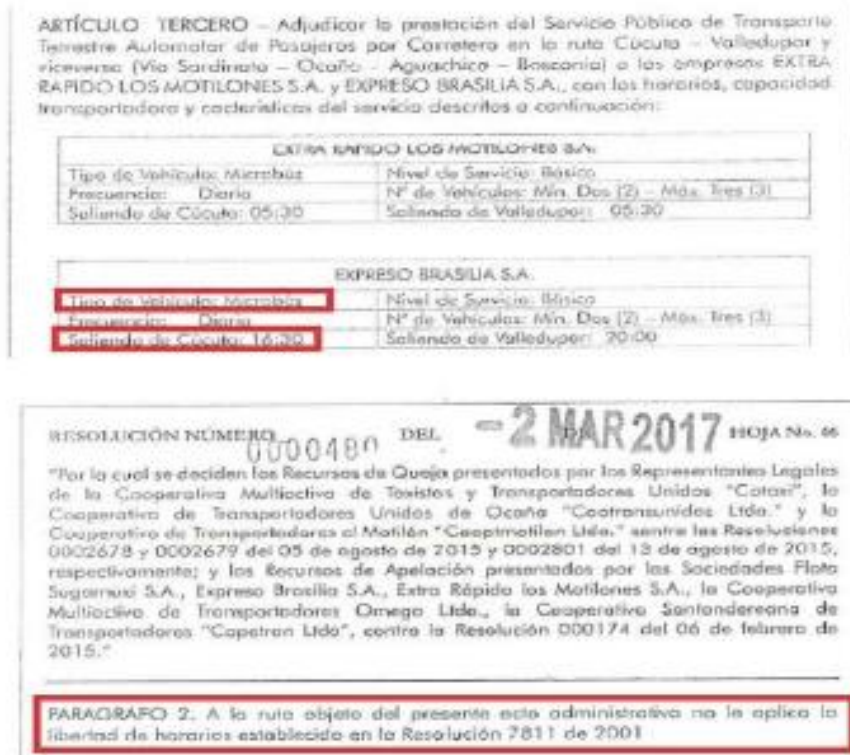 ARTÍCULO TERCERO – Adjudicar la prestación del Servicio Público de Transporte
Terrestre Automotor de Pasajeros por Carretera en la ruta Cúcuta – Valledupar y
viceversa (Vía Sardinata – Ocaña – Aguachica – Bosconia) a las empresas EXTRA
RAPIDO LOS MOTILONES S.A. y EXPRESO BRASILIA S.A., con los horarios, capacidad
transportadora y características del servicio descritos a continuación:
EXTRA RAPIDO LOS MOTILONES S.A.
Tipo de Vehículo: Microbús Nivel de Servicio: Básico
Frecuencia: Diaria Nº de Vehículos: Mín. Dos (2) – Máx. Tres (3)
Saliendo de Cúcuta: 05:30 Saliendo de Valledupar: 05:30
EXPRESO BRASILIA S.A.
Tipo de Vehículo: Microbús Nivel de Servicio: Básico
Frecuencia: Diaria Nº de Vehículos: Mín. Dos (2) – Máx. Tres (3)
Saliendo de Cúcuta: 16:30 Saliendo de Valledupar: 20:00
RESOLUCIÓN NÚMERO 0000480 DEL -2 MAR 2017 HOJA No. 46
"Por la cual se deciden los Recursos de Queja presentados por los Representantes Legales
de la Cooperativa Multiactiva de Taxistas y Transportadores Unidos "Cotaxi", la
Cooperativa de Transportadores Unidos de Ocaña "Cootransunidos Ltda." y la
Cooperativa de Transportadores el Motilón "Cooptmotilon Ltda." contra las Resoluciones
0002678 y 0002679 del 05 de agosto de 2015 y 0002801 del 13 de agosto de 2015,
respectivamente; y los Recursos de Apelación presentados por las Sociedades Flota
Sugamuxi S.A., Expreso Brasilia S.A., Extra Rápido los Motilones S.A., la Cooperativa
Multiactiva de Transportadores Omega Ltda., la Cooperativa Santandereana de
Transportadores "Copetran Ltda", contra la Resolución 000174 del 06 de febrero de
2015."
PARAGRAFO 2. A la ruta objeto del presente acto administrativo no le aplica la
libertad de horarios establecido en la Resolución 7811 de 2001